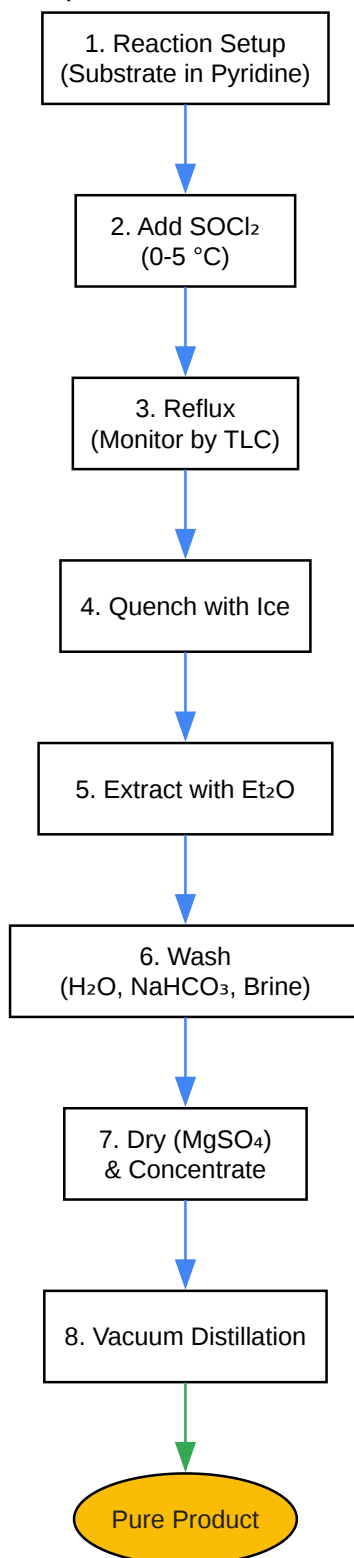 1. Reaction Setup
(Substrate in Pyridine)
2. Add SOCl₂
(0-5 °C)
3. Reflux
(Monitor by TLC)
4. Quench with Ice
5. Extract with Et₂O
6. Wash
(H₂O, NaHCO₃, Brine)
7. Dry (MgSO₄)
& Concentrate
8. Vacuum Distillation
Pure Product